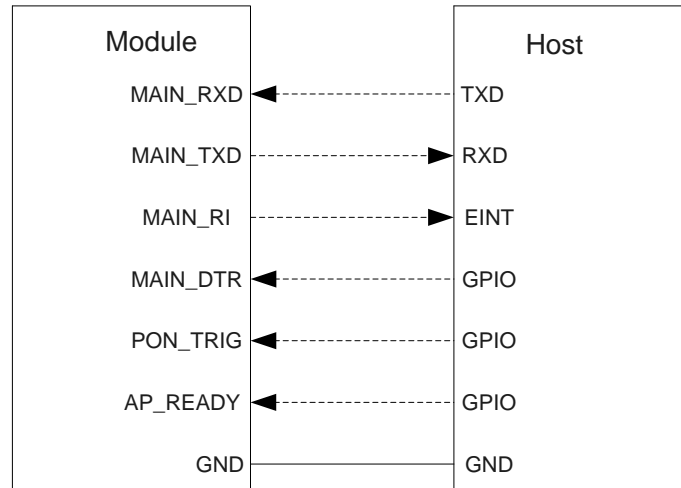 Module Host
MAIN_RXD TXD
MAIN_TXD RXD
MAIN_RI EINT
MAIN_DTR GPIO
PON_TRIG GPIO
AP_READY GPIO
GND GND